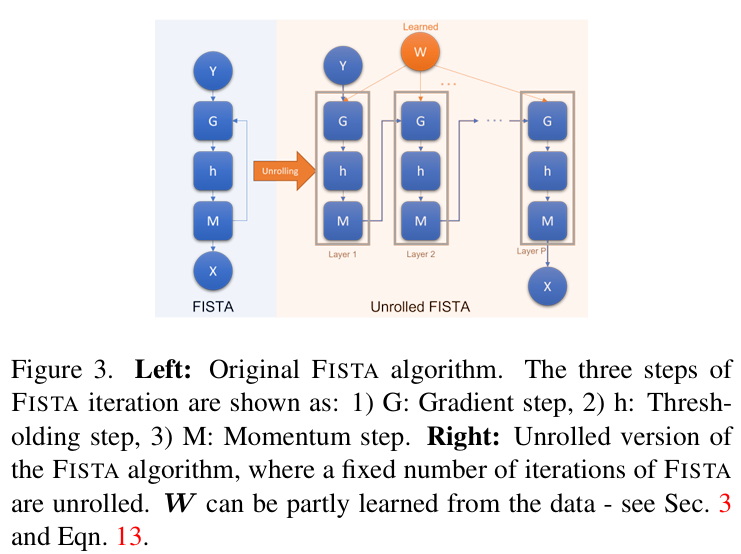 Learned
Y
Y
W
...
G
G
G
G
...
h
Unrolling
h
h
h
M
M
M
M
Layer 1
Layer 2
Layer P
X
X
FISTA
Unrolled FISTA
Figure 3. Left: Original FISTA algorithm. The three steps of
FISTA iteration are shown as: 1) G: Gradient step, 2) h: Thresh-
olding step, 3) M: Momentum step. Right: Unrolled version of
the FISTA algorithm, where a fixed number of iterations of FISTA
are unrolled. W can be partly learned from the data - see Sec. 3
and Eqn. 13.